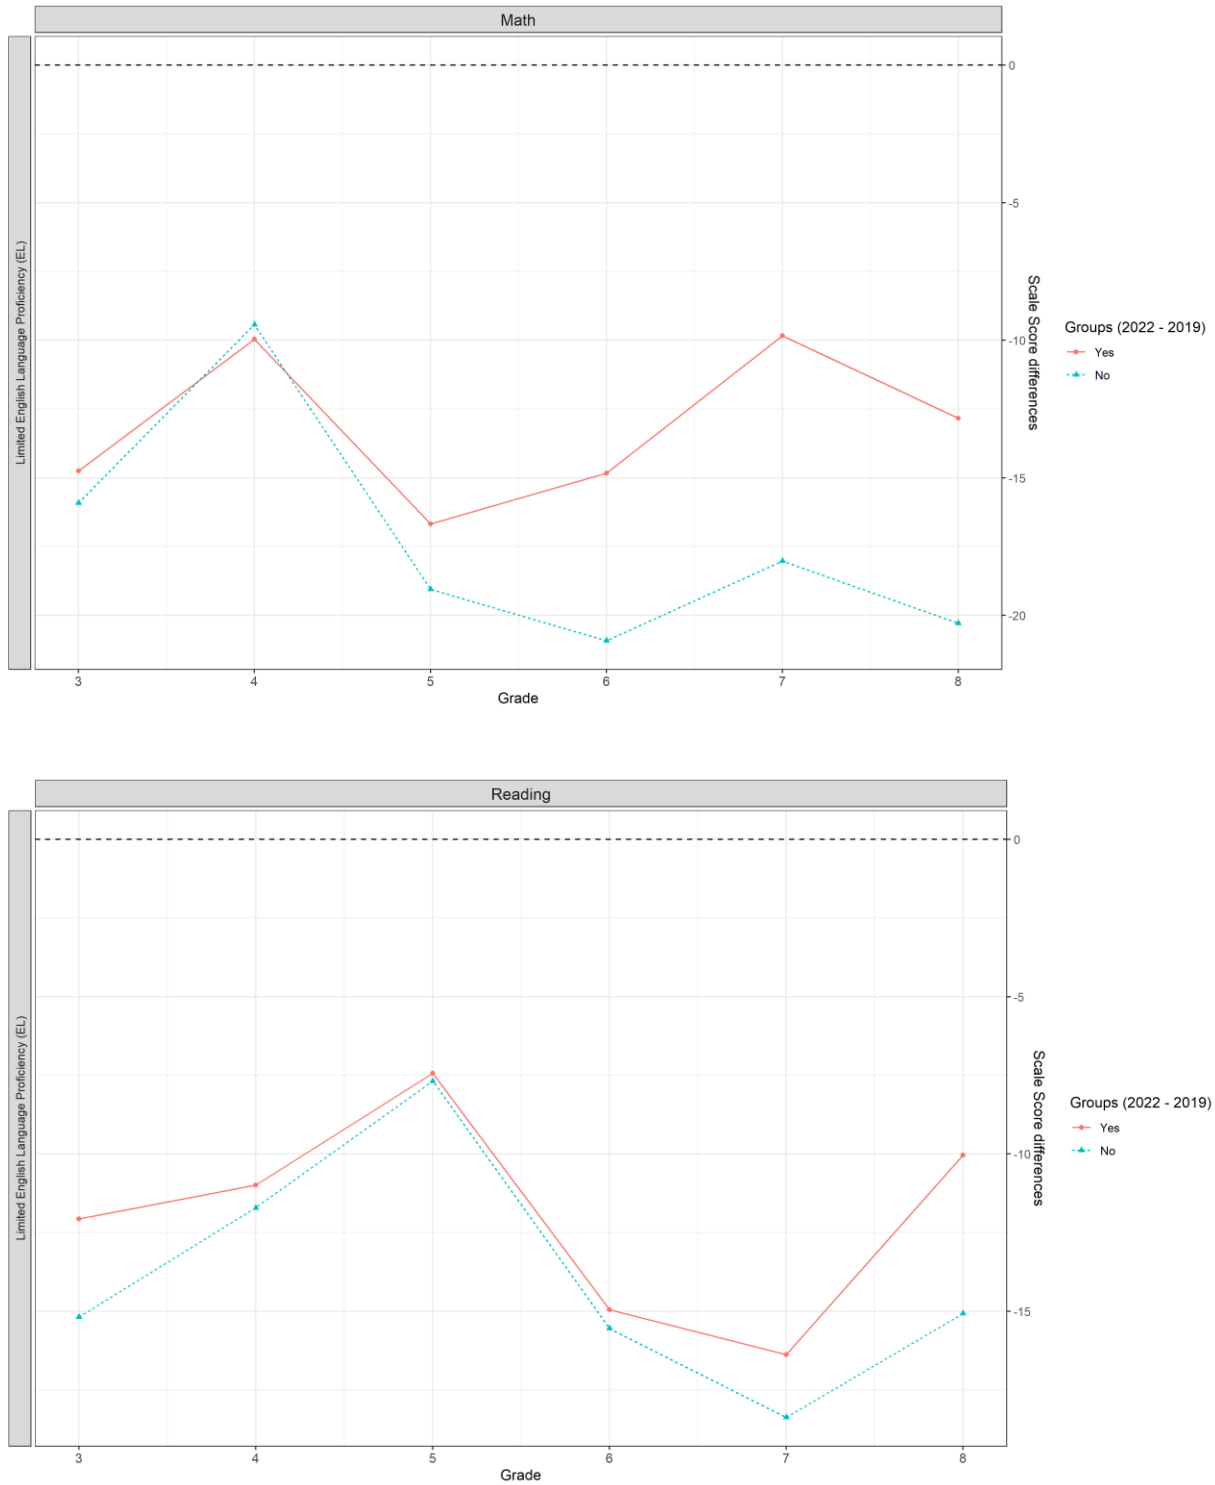 Math
Limited English Language Proficiency (EL)
0
-5
-10
-15
-20
Scale Score differences
Groups (2022 - 2019)
Yes
No
3 4 5 6 7 8
Grade
Reading
Limited English Language Proficiency (EL)
0
-5
-10
-15
Scale Score differences
Groups (2022 - 2019)
Yes
No
3 4 5 6 7 8
Grade